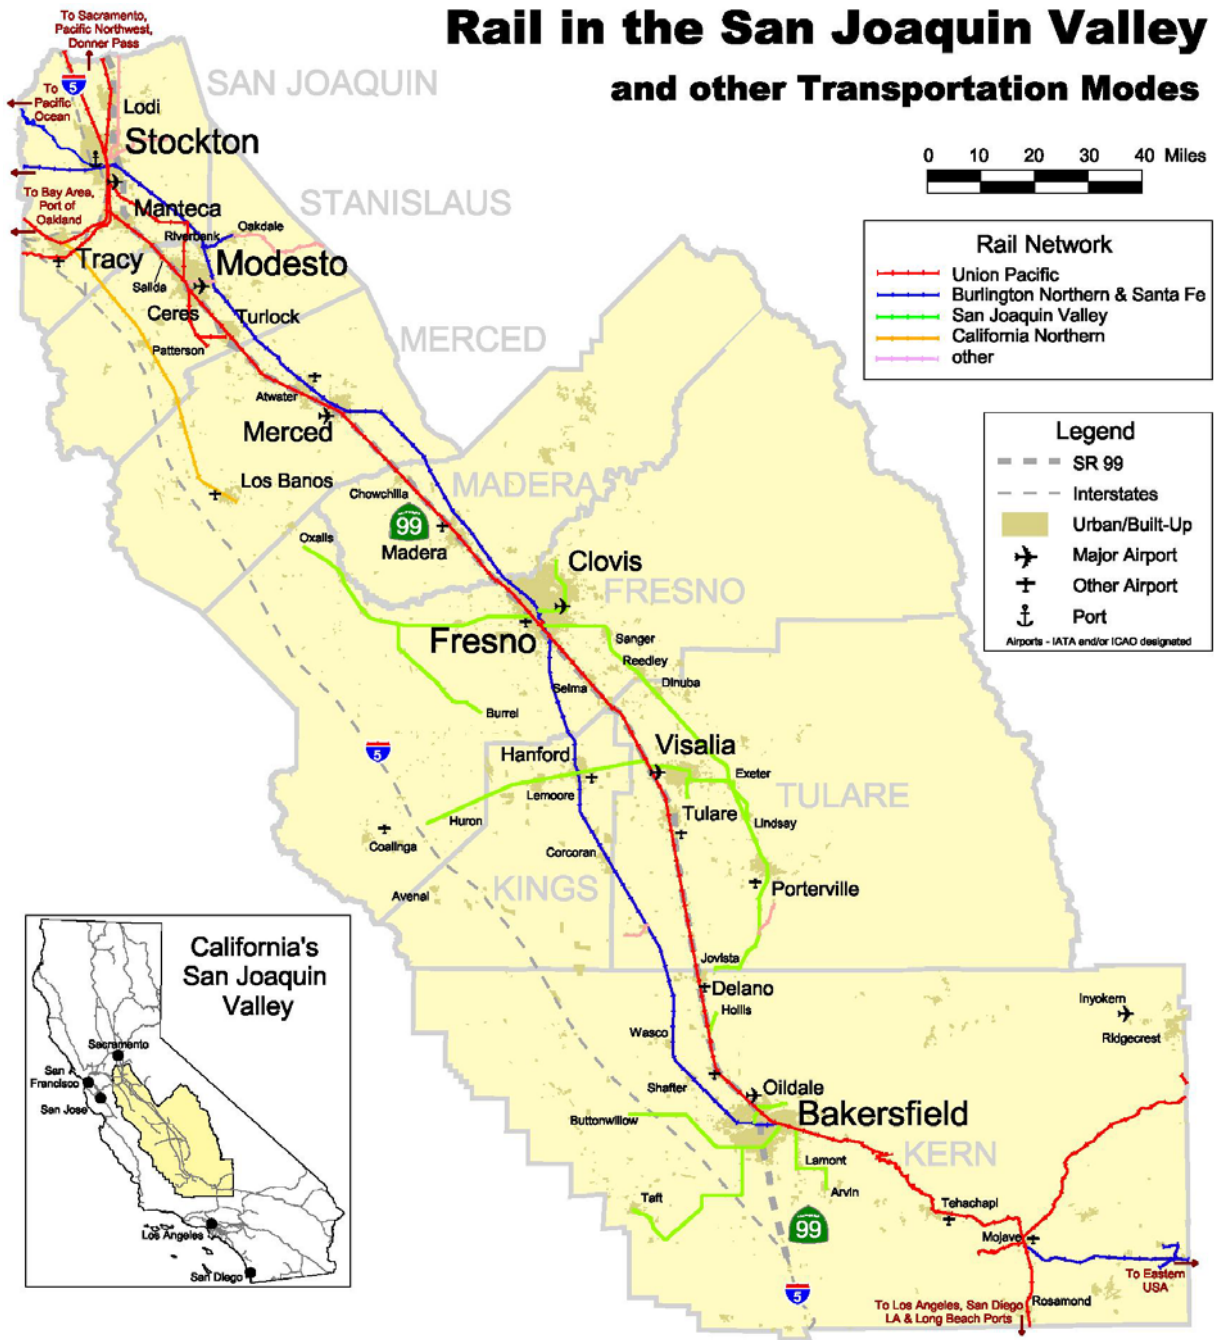 Rail in the San Joaquin Valley
and other Transportation Modes
To Sacramento,
Pacific Northwest,
Donner Pass
5
To
Pacific
Ocean
Lodi
SAN JOAQUIN
Stockton
To Bay Area,
Port of
Oakland
Manteca
STANISLAUS
Riverbank
Oakdale
Tracy
Modesto
Salida
Ceres
Turlock
Patterson
MERCED
Atwater
Merced
Los Banos
Chowchilla
MADERA
99
Madera
Oxalis
Clovis
FRESNO
Fresno
Sanger
Reedley
Dinuba
Selma
Burrel
5
Hanford
Visalia
Exeter
TULARE
Lemoore
Tulare
Huron
Lindsay
Coalinga
Corcoran
KINGS
Porterville
Avenal
Jovista
Delano
Hollis
Wasco
Inyokern
Ridgecrest
Shafter
Oildale
Buttonwillow
Bakersfield
KERN
Lamont
Arvin
Taft
Tehachapi
99
Mojave
5
To Eastern
USA
To Los Angeles, San Diego
LA & Long Beach Ports
Rosamond
0 10 20 30 40 Miles
Rail Network
Union Pacific
Burlington Northern & Santa Fe
San Joaquin Valley
California Northern
other
Legend
SR 99
Interstates
Urban/Built-Up
Major Airport
Other Airport
Port
Airports - IATA and/or ICAO designated
California's
San Joaquin
Valley
Sacramento
San
Francisco
San Jose
Los Angeles
San Diego